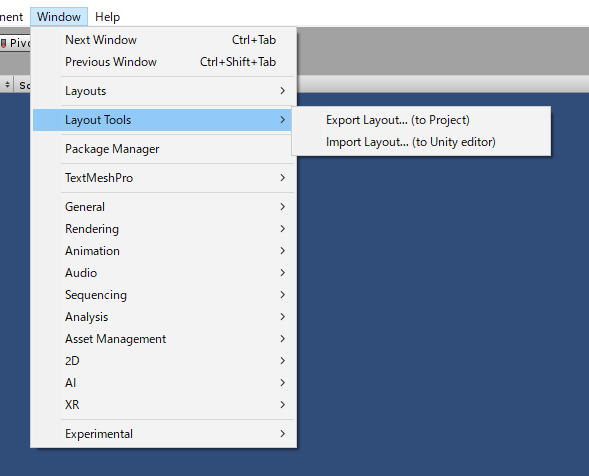 nent Window Help
Pivo
Next Window Ctrl+Tab
Previous Window Ctrl+Shift+Tab
Sc
Layouts
Layout Tools
Export Layout... (to Project)
Import Layout... (to Unity editor)
Package Manager
TextMeshPro
General
Rendering
Animation
Audio
Sequencing
Analysis
Asset Management
2D
AI
XR
Experimental